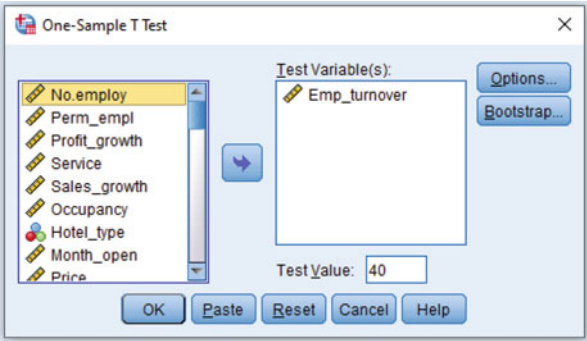 One-Sample T Test
No.employ
Perm_empl
Profit_growth
Service
Sales_growth
Occupancy
Hotel_type
Month_open
Price
Test Variable(s):
Emp_turnover
Test Value: 40
Options...
Bootstrap...
OK Paste Reset Cancel Help